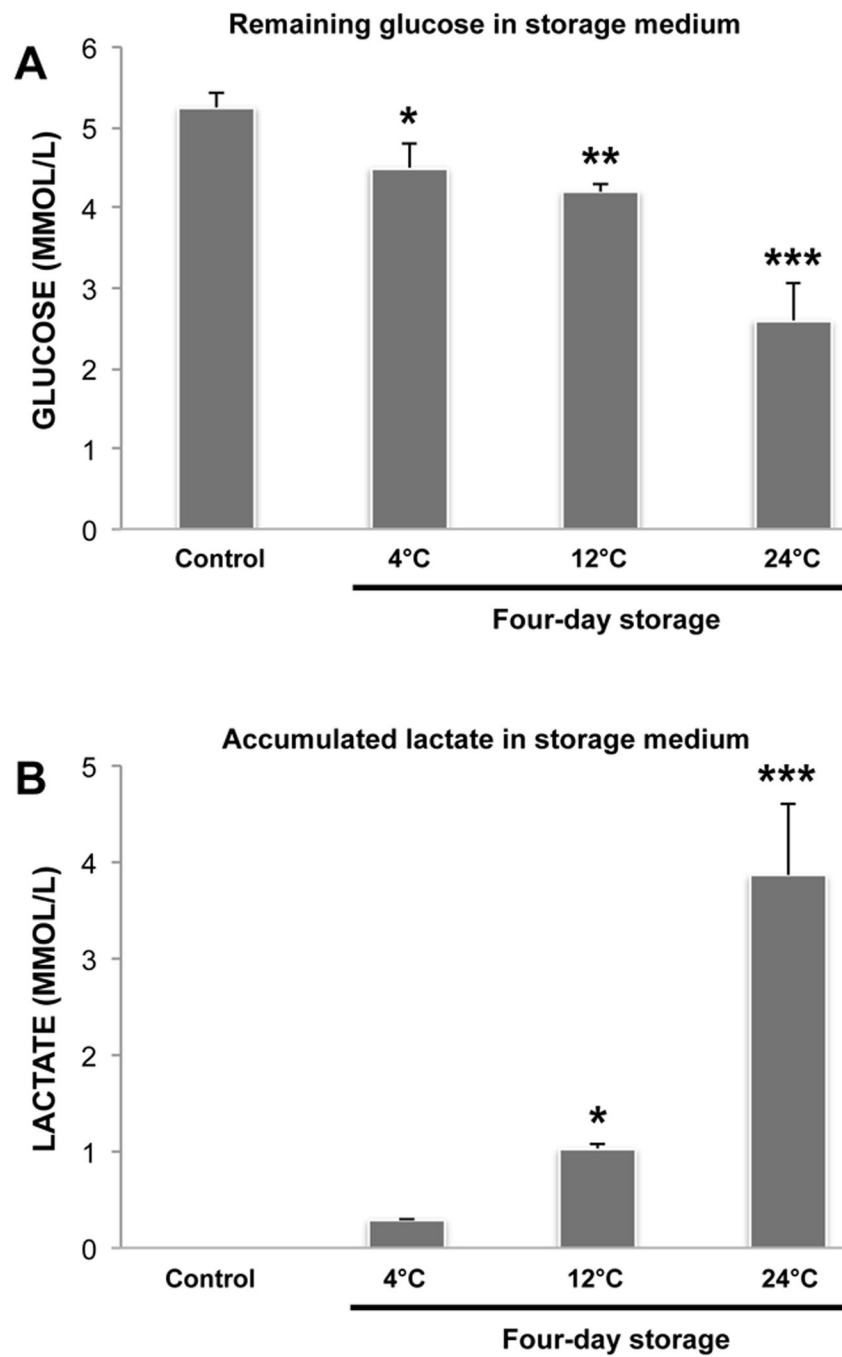 Remaining glucose in storage medium
A
GLUCOSE (MMOL/L)
6
5
4
3
2
1
0
*
**
***
Control 4°C 12°C 24°C
Four-day storage
Accumulated lactate in storage medium
B
LACTATE (MMOL/L)
5
4
3
2
1
0
*
***
Control 4°C 12°C 24°C
Four-day storage